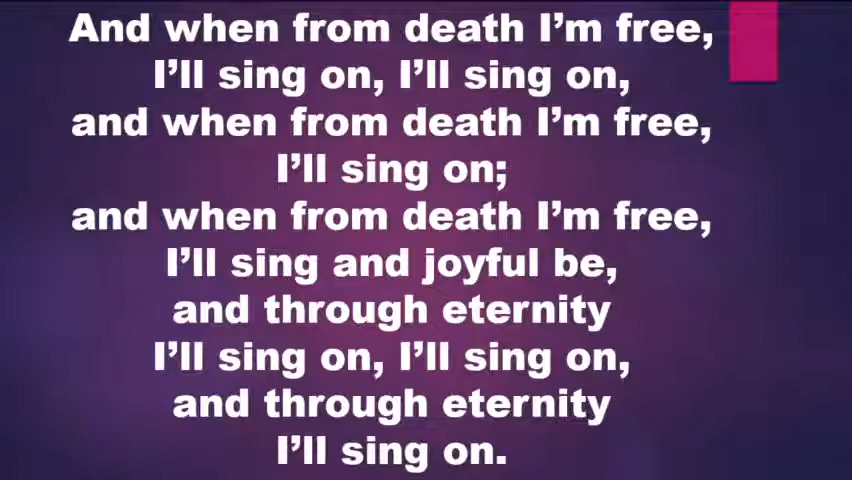 And when from death I’m free,
I’ll sing on, I’ll sing on,
and when from death I’m free,
I’ll sing on;
and when from death I’m free,
I’ll sing and joyful be,
and through eternity
I’ll sing on, I’ll sing on,
and through eternity
I’ll sing on.